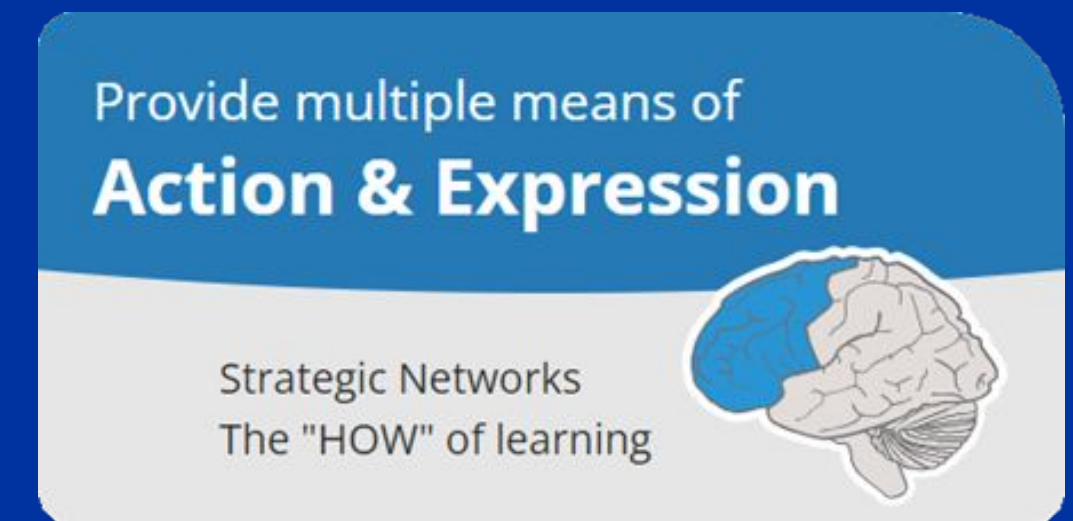 Provide multiple means of
Action & Expression
Strategic Networks
The "HOW" of learning